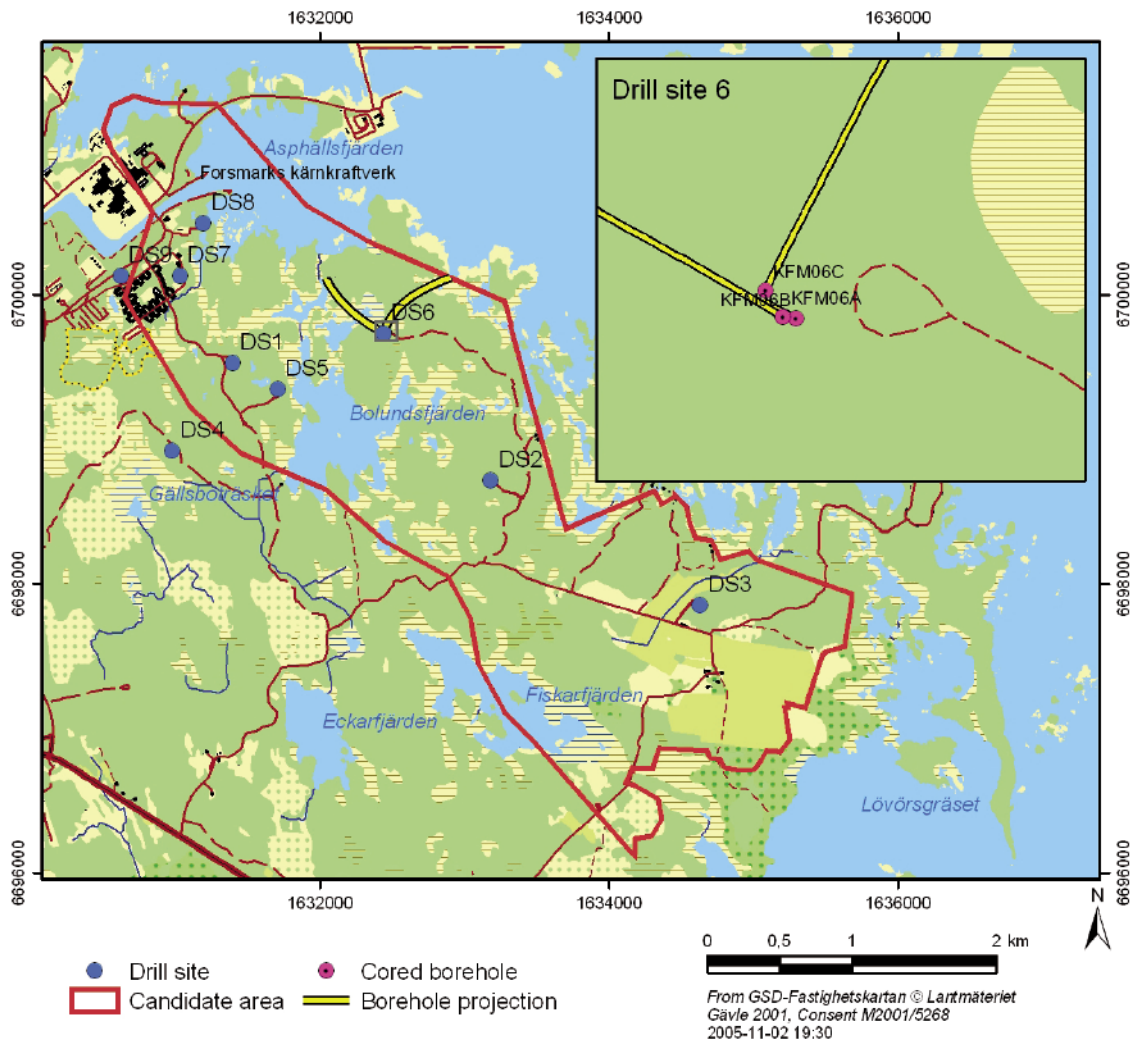 1632000
1634000
1636000
Drill site 6
Asphällsfjärden
Forsmarks kärnkraftverk
DS8
KFM06C
DS9
DS7
KFM06B
KFM06A
6700000
6700000
DS6
DS1
DS5
Bolundsfjärden
DS4
DS2
Gällsboträsket
6698000
6698000
DS3
Fiskarfjärden
Eckarfjärden
Lövörsgräset
6696000
6696000
1632000
1634000
1636000
N
0
0,5
1
2 km
Drill site
Cored borehole
Candidate area
Borehole projection
From GSD-Fastighetskartan © Lantmäteriet
Gävle 2001, Consent M2001/5268
2005-11-02 19:30